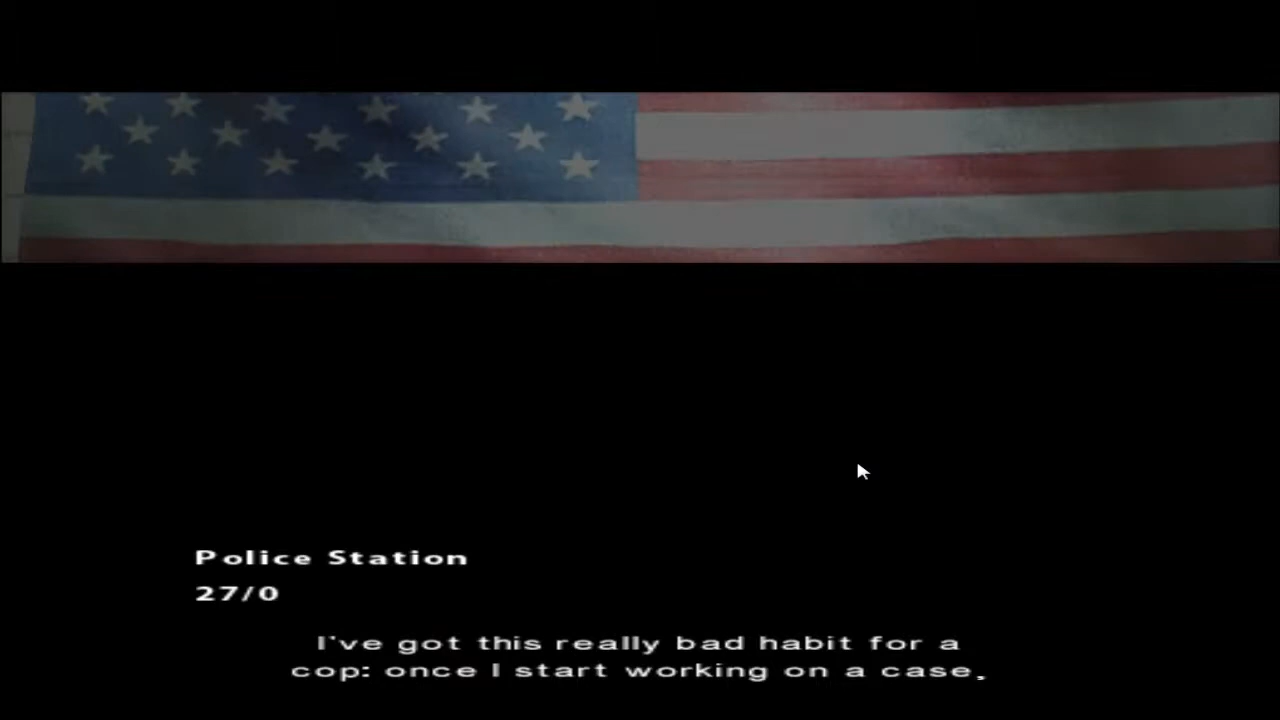 Police Station
27/0
I've got this really bad habit for a
cop: once I start working on a case,